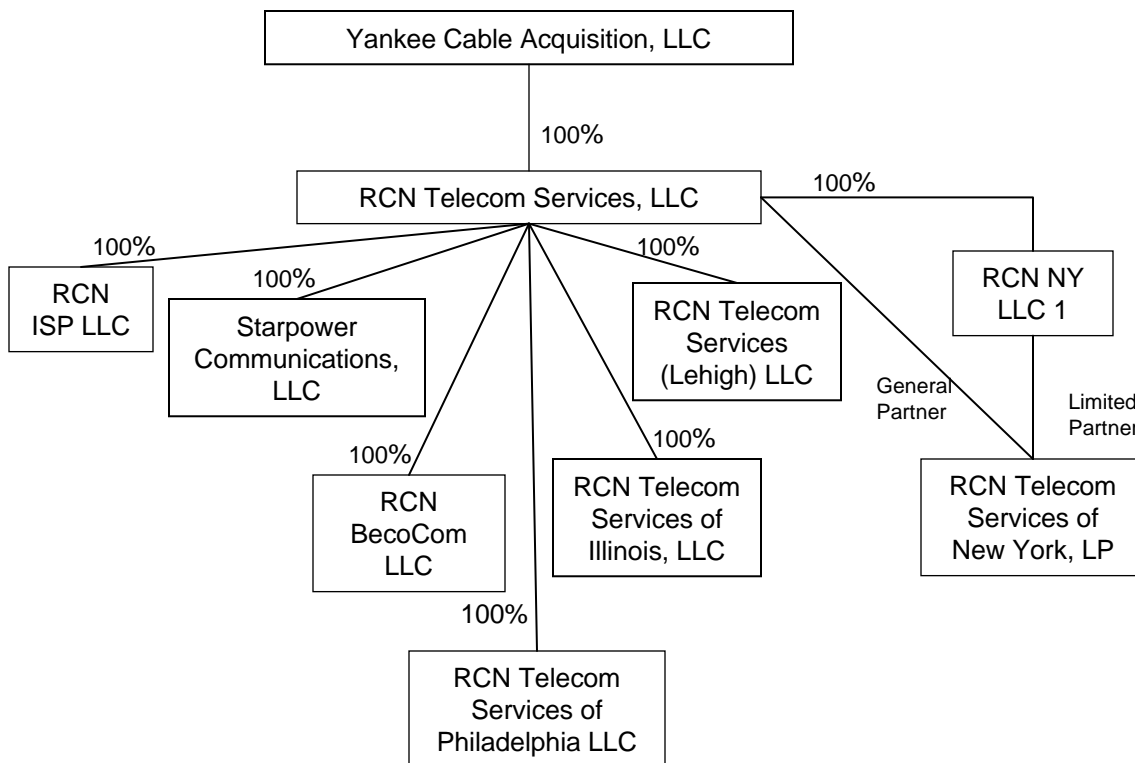 Yankee Cable Acquisition, LLC
100%
RCN Telecom Services, LLC
100%
100%
RCN
ISP LLC
100%
Starpower
Communications,
LLC
100%
RCN Telecom
Services
(Lehigh) LLC
RCN NY
LLC 1
General
Partner
Limited
Partner
100%
RCN
BecoCom
LLC
100%
RCN Telecom
Services of
Illinois, LLC
RCN Telecom
Services of
New York, LP
100%
RCN Telecom
Services of
Philadelphia LLC